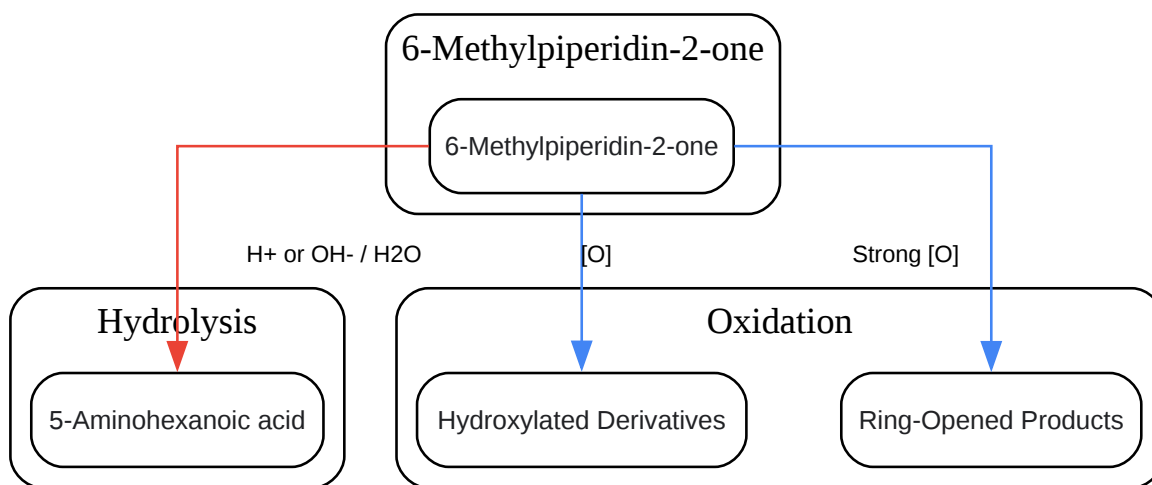 6-Methylpiperidin-2-one
6-Methylpiperidin-2-one
H+ or OH- / H2O
[O]
Strong [O]
Hydrolysis
Oxidation
5-Aminohexanoic acid
Hydroxylated Derivatives
Ring-Opened Products